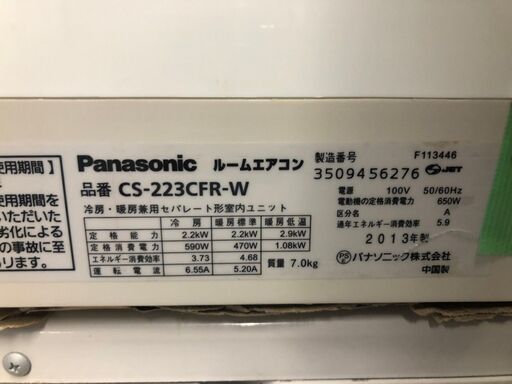 使用期間】
使用期間を
いただいた
劣化による
の事故に至
あります。
Panasonic ルームエアコン
品番 CS-223CFR-W
冷房・暖房兼用セパレート形室内ユニット
冷房 暖房標準 暖房低温
定格能力 2.2kW 2.2kW 2.9kW
定格消費電力 590W 470W 1.08kW
エネルギー消費効率 3.73 4.68
運転電流 6.55A 5.20A
質量 7.0kg
製造番号 F113446
3509456276 JET
電源 100V 50/60Hz
電動機の定格消費電力 650W
区分名 A
通年エネルギー消費効率 5.9
2013年製
PSE パナソニック株式会社
中国製